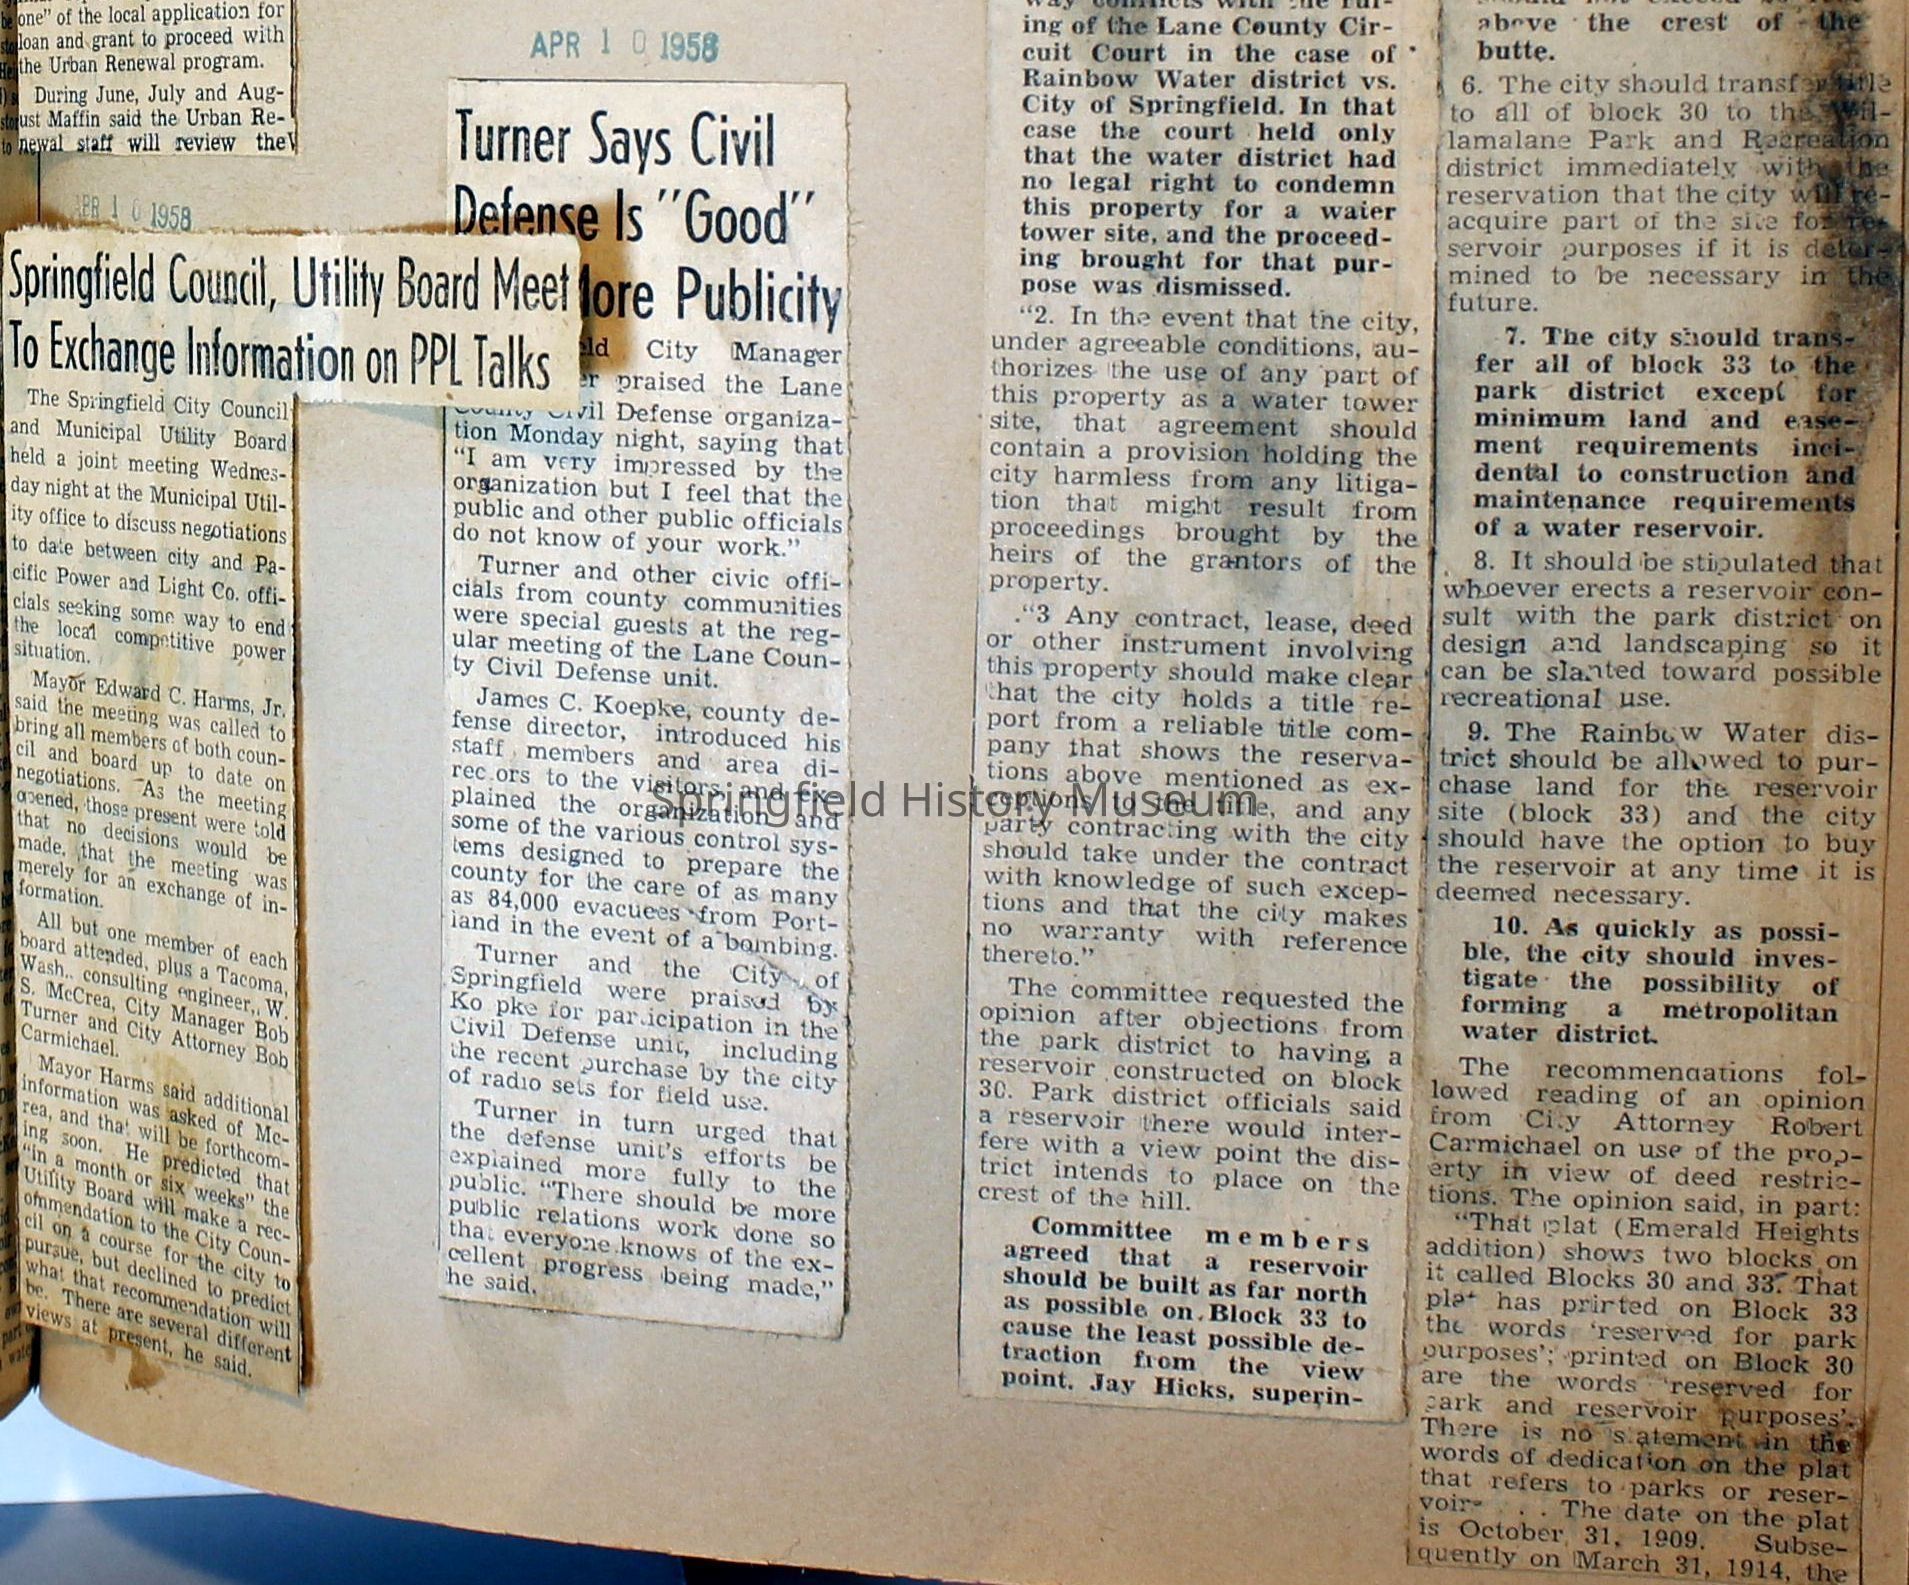 be one" of the local application for
loan and grant to proceed with
the Urban Renewal program.
During June, July and Aug-
ust Maffin said the Urban Re-
newal staff will review the
APR 10 1958
Springfield Council, Utility Board Meet
To Exchange Information on PPL Talks
The Springfield City Council
and Municipal Utility Board
held a joint meeting Wednes-
day night at the Municipal Util-
ity office to discuss negotiations
to date between city and Pa-
cific Power and Light Co. offi-
cials seeking some way to end
the local competitive power
situation.
Mayor Edward C. Harms, Jr.
said the meeting was called to
bring all members of both coun-
cil and board up to date on
negotiations. As the meeting
opened, those present were told
that no decisions would be
made, that the meeting was
merely for an exchange of in-
formation.
All but one member of each
board attended, plus a Tacoma,
Wash., consulting engineer, W.
S. McCrea, City Manager Bob
Turner and City Attorney Bob
Carmichael.
Mayor Harms said additional
information was asked of Mc-
rea, and that will be forthcom-
ing soon. He predicted that
"in a month or six weeks" the
Utility Board will make a rec-
ommendation to the City Coun-
cil on a course for the city to
pursue, but declined to predict
what that recommendation will
be. There are several different
views at present, he said.
APR 10 1958
Turner Says Civil
Defense Is "Good"
lore Publicity
eld City Manager
er praised the Lane
County Civil Defense organiza-
tion Monday night, saying that
"I am very impressed by the
organization but I feel that the
public and other public officials
do not know of your work."
Turner and other civic offi-
cials from county communities
were special guests at the reg-
ular meeting of the Lane Coun-
ty Civil Defense unit.
James C. Koepke, county de-
fense director, introduced his
staff members and area di-
rec ors to the visitors, and
plained the organization and
some of the various control sys-
tems designed to prepare the
county for the care of as many
as 84,000 evacuees from Port-
land in the event of a bombing.
Turner and the City of
Springfield were praised by
Ko pke for par icipation in the
Civil Defense unit, including
the recent purchase by the city
of radio sets for field use.
Turner in turn urged that
the defense unit's efforts be
explained more fully to the
public. "There should be more
public relations work done so
that everyone knows of the ex-
cellent progress being made,"
he said.
way conflicts with the rul-
ing of the Lane County Cir-
cuit Court in the case of
Rainbow Water district vs.
City of Springfield. In that
case the court held only
that the water district had
no legal right to condemn
this property for a water
tower site, and the proceed-
ing brought for that pur-
pose was dismissed.
"2. In the event that the city,
under agreeable conditions, au-
thorizes the use of any part of
this property as a water tower
site, that agreement should
contain a provision holding the
city harmless from any litiga-
tion that might result from
proceedings brought by the
heirs of the grantors of the
property.
"3 Any contract, lease, deed
or other instrument involving
this property should make clear
that the city holds a title re-
port from a reliable title com-
pany that shows the reserva-
tions above mentioned as ex-
ceptions to the title, and any
party contracting with the city
should take under the contract
with knowledge of such excep-
tions and that the city makes
no warranty with reference
thereto."
The committee requested the
opinion after objections from
the park district to having a
reservoir constructed on block
30. Park district officials said
a reservoir there would inter-
fere with a view point the dis-
trict intends to place on the
crest of the hill.
Committee members
agreed that a reservoir
should be built as far north
as possible on Block 33 to
cause the least possible de-
traction from the view
point. Jay Hicks, superin-
above the crest of the
butte.
6. The city should transfer title
to all of block 30 to the Wil-
lamalane Park and Recreation
district immediately with the
reservation that the city will re-
acquire part of the site for re-
servoir purposes if it is deter-
mined to be necessary in the
future.
7. The city should trans-
fer all of block 33 to the
park district except for
minimum land and ease-
ment requirements inci-
dental to construction and
maintenance requirements
of a water reservoir.
8. It should be stipulated that
whoever erects a reservoir con-
sult with the park district on
design and landscaping so it
can be slanted toward possible
recreational use.
9. The Rainbow Water dis-
trict should be allowed to pur-
chase land for the reservoir
site (block 33) and the city
should have the option to buy
the reservoir at any time it is
deemed necessary.
10. As quickly as possi-
ble, the city should inves-
tigate the possibility of
forming a metropolitan
water district.
The recommendations fol-
lowed reading of an opinion
from City Attorney Robert
Carmichael on use of the prop-
erty in view of deed restric-
tions. The opinion said, in part:
"That plat (Emerald Heights
addition) shows two blocks on
it called Blocks 30 and 33. That
plat has printed on Block 33
the words 'reserved for park
purposes'; printed on Block 30
are the words 'reserved for
park and reservoir purposes'.
There is no statement in the
words of dedication on the plat
that refers to parks or reser-
voir- . . . The date on the plat
is October 31, 1909. Subse-
quently on March 31, 1914, the
Springfield History Museum